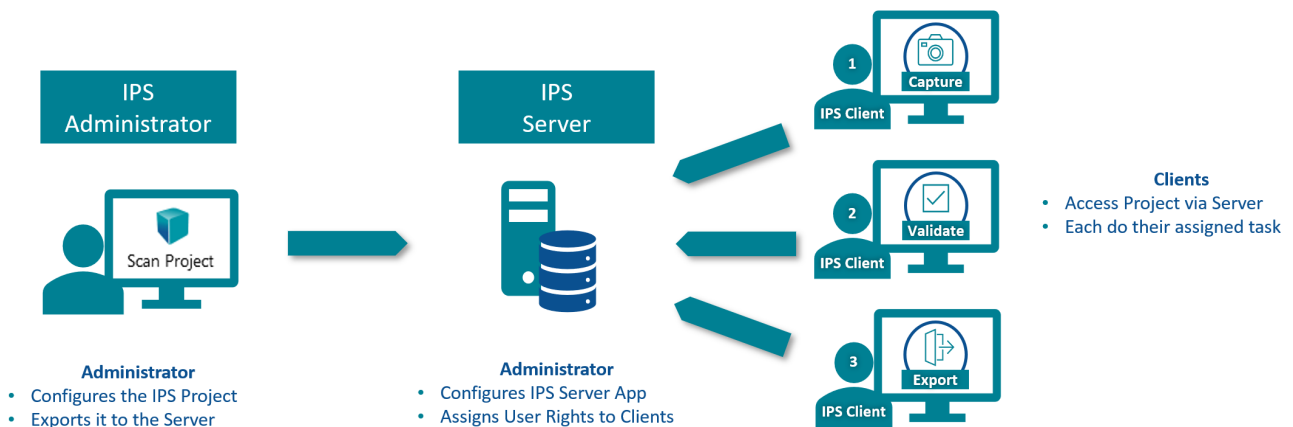 IPS
Administrator
Scan Project
Administrator
• Configures the IPS Project
• Exports it to the Server
IPS
Server
Administrator
• Configures IPS Server App
• Assigns User Rights to Clients
1
Capture
IPS Client
2
Validate
IPS Client
3
Export
IPS Client
Clients
• Access Project via Server
• Each do their assigned task